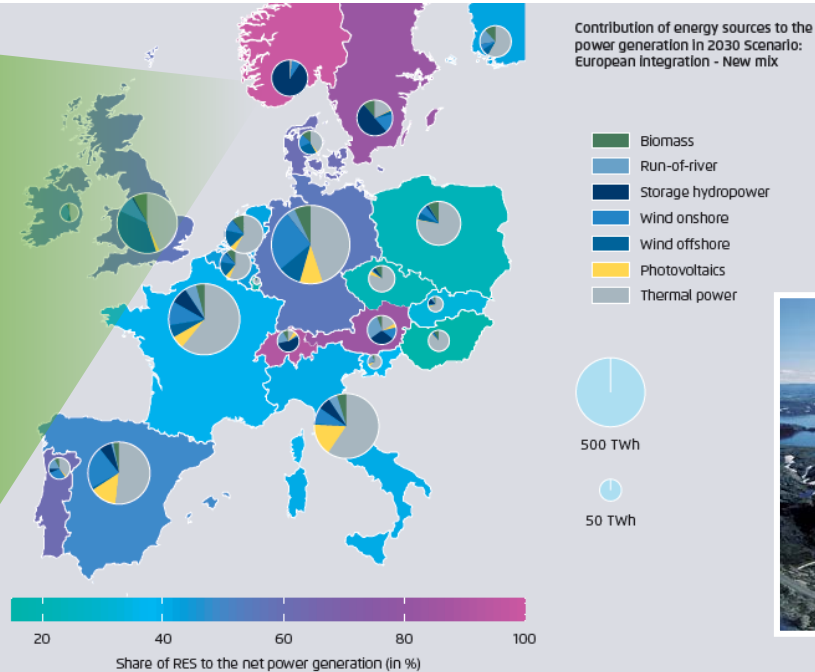 Contribution of energy sources to the
power generation in 2030 Scenario:
European integration - New mix
Biomass
Run-of-river
Storage hydropower
Wind onshore
Wind offshore
Photovoltaics
Thermal power
500 TWh
50 TWh
20 40 60 80 100
Share of RES to the net power generation (in %)